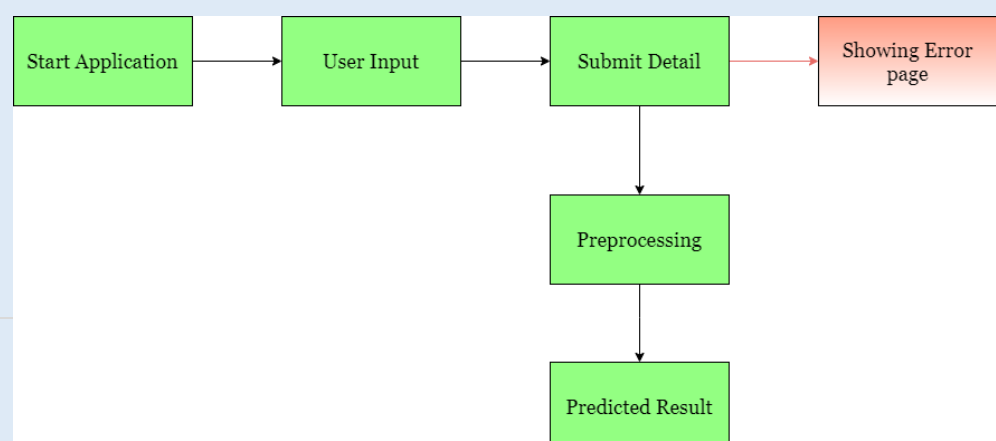 Start Application
User Input
Submit Detail
Showing Error
page
Preprocessing
Predicted Result